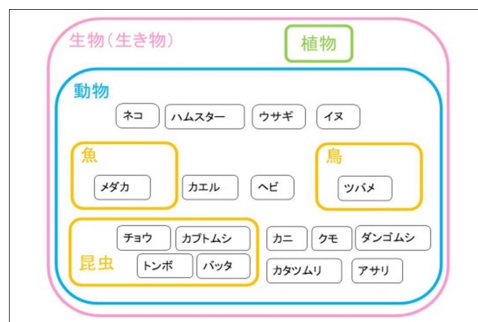 生物(生き物)
植物
動物
ネコ ハムスター ウサギ イヌ
魚
鳥
メダカ カエル ヘビ ツバメ
チョウ カブトムシ カニ クモ ダンゴムシ
昆虫 トンボ バッタ カタツムリ アサリ